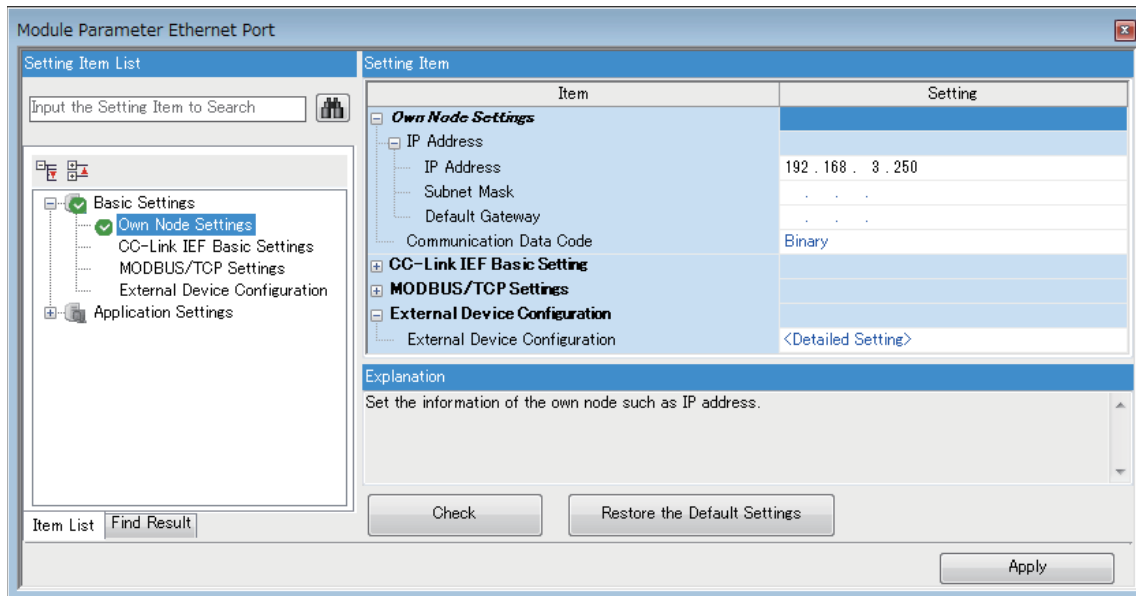 Module Parameter Ethernet Port
Setting Item List
Input the Setting Item to Search
Basic Settings
Own Node Settings
CC-Link IEF Basic Settings
MODBUS/TCP Settings
External Device Configuration
Application Settings
Item List
Find Result
Setting Item
Item Setting
Own Node Settings
IP Address
IP Address 192 . 168 . 3 . 250
Subnet Mask . . .
Default Gateway . . .
Communication Data Code Binary
CC-Link IEF Basic Setting
MODBUS/TCP Settings
External Device Configuration
External Device Configuration <Detailed Setting>
Explanation
Set the information of the own node such as IP address.
Check
Restore the Default Settings
Apply